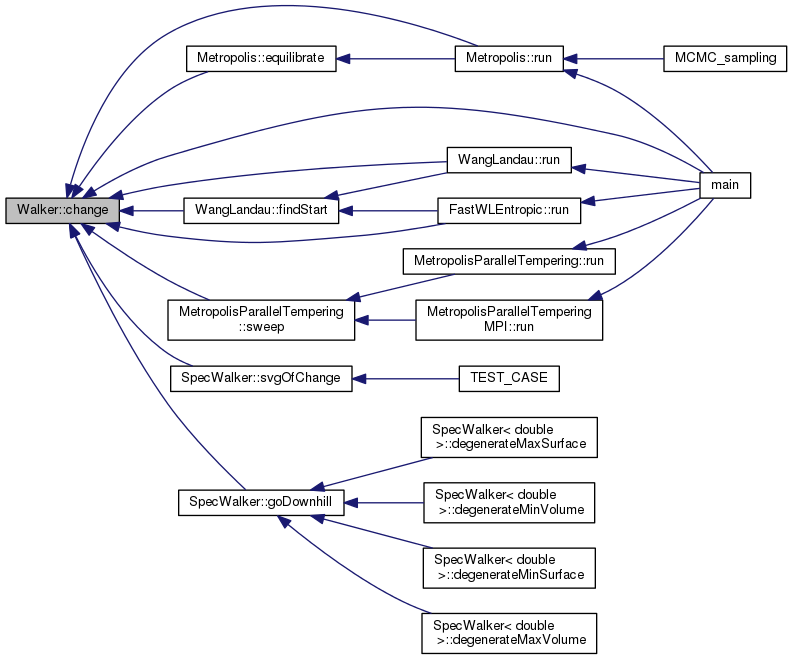 Metropolis::equilibrate
Metropolis::run
MCMC_sampling
WangLandau::run
main
Walker::change
WangLandau::findStart
FastWLEntropic::run
MetropolisParallelTempering::run
MetropolisParallelTempering
::sweep
MetropolisParallelTempering
MPI::run
SpecWalker::svgOfChange
TEST_CASE
SpecWalker< double
>::degenerateMaxSurface
SpecWalker::goDownhill
SpecWalker< double
>::degenerateMinVolume
SpecWalker< double
>::degenerateMinSurface
SpecWalker< double
>::degenerateMaxVolume